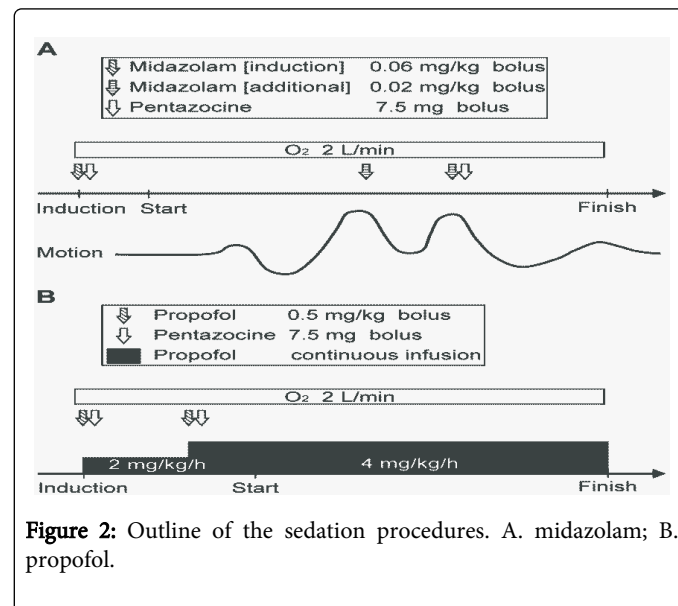 A
Midazolam [induction] 0.06 mg/kg bolus
Midazolam [additional] 0.02 mg/kg bolus
Pentazocine 7.5 mg bolus
O₂ 2 L/min
Induction Start Finish
Motion
B
Propofol 0.5 mg/kg bolus
Pentazocine 7.5 mg bolus
Propofol continuous infusion
O₂ 2 L/min
2 mg/kg/h 4 mg/kg/h
Induction Start Finish
Figure 2: Outline of the sedation procedures. A. midazolam; B.
propofol.